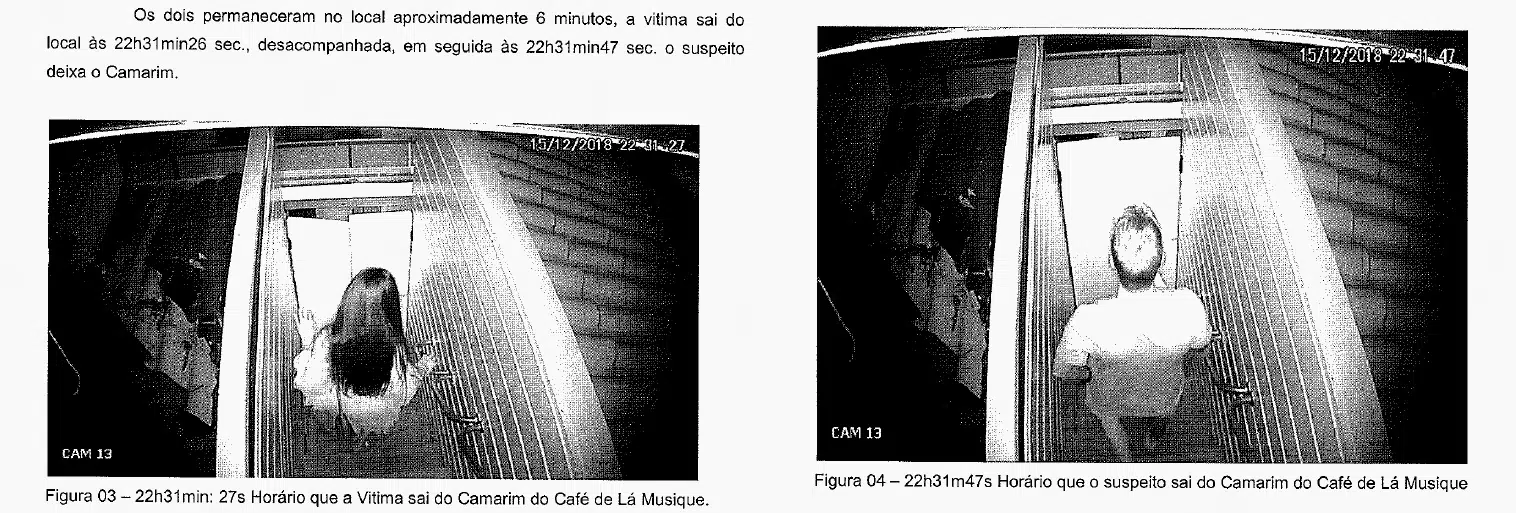 Os dois permaneceram no local aproximadamente 6 minutos, a vitima sai do
local às 22h31min26 sec., desacompanhada, em seguida às 22h31min47 sec. o suspeito
deixa o Camarim.
15/12/2018 22:31:27
CAM 13
Figura 03 – 22h31min: 27s Horário que a Vitima sai do Camarim do Café de Lá Musique.
15/12/2018 22:31:47
CAM 13
Figura 04 – 22h31m47s Horário que o suspeito sai do Camarim do Café de Lá Musique